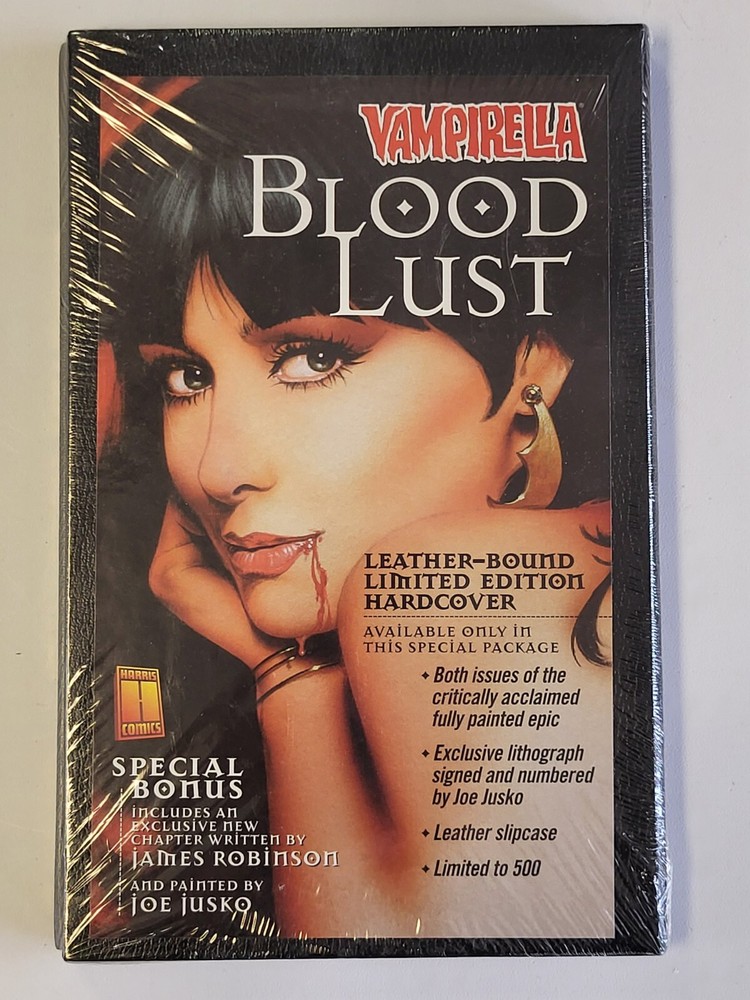 VAMPIRELLA
BLOOD
LUST
LEATHER-BOUND
LIMITED EDITION
HARDCOVER
AVAILABLE ONLY IN
THIS SPECIAL PACKAGE
✦ Both issues of the
critically acclaimed
fully painted epic
✦ Exclusive lithograph
signed and numbered
by Joe Jusko
✦ Leather slipcase
✦ Limited to 500
HARRIS
H
COMICS
SPECIAL
BONUS
INCLUDES AN
EXCLUSIVE NEW
CHAPTER WRITTEN BY
JAMES ROBINSON
AND PAINTED BY
JOE JUSKO